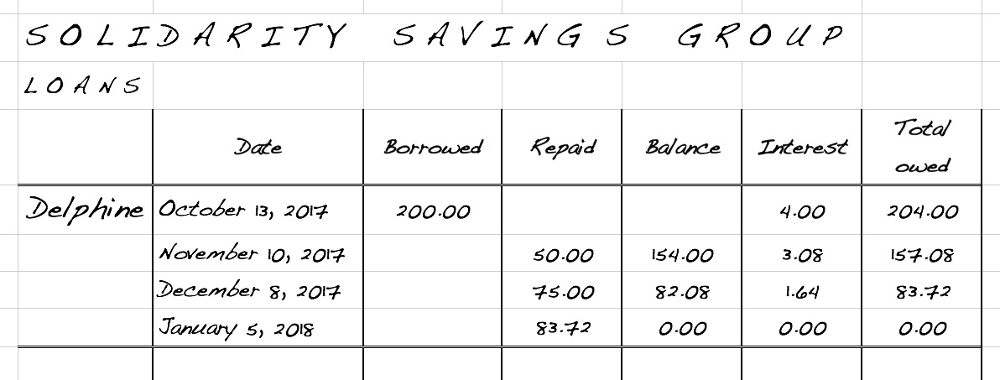 SOLIDARITY SAVINGS GROUP
LOANS
Date Borrowed Repaid Balance Interest Total owed
Delphine October 13, 2017 200.00 4.00 204.00
November 10, 2017 50.00 154.00 3.08 157.08
December 8, 2017 75.00 82.08 1.64 83.72
January 5, 2018 83.72 0.00 0.00 0.00